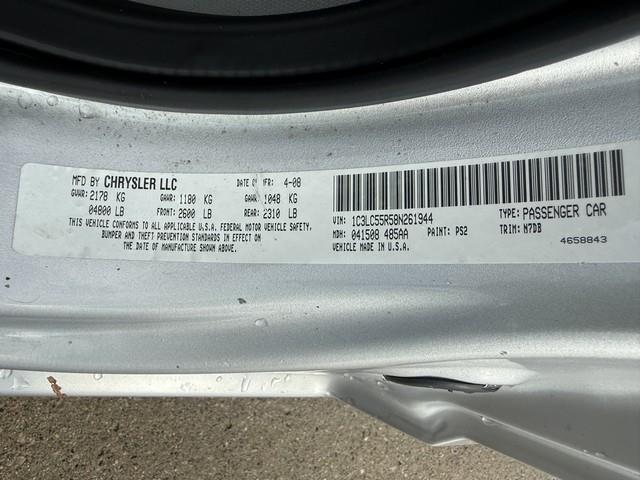 MFD BY CHRYSLER LLC DATE OF MFR: 4-08
GVWR: 2178 KG GAWR: 1180 KG GAWR: 1048 KG
04800 LB FRONT: 2600 LB REAR: 2310 LB
THIS VEHICLE CONFORMS TO ALL APPLICABLE U.S.A. FEDERAL MOTOR VEHICLE SAFETY,
BUMPER AND THEFT PREVENTION STANDARDS IN EFFECT ON
THE DATE OF MANUFACTURE SHOWN ABOVE.
VIN: 1C3LC55R58N261944 TYPE: PASSENGER CAR
MDH: 041508 485AA PAINT: PS2 TRIM: N7DB
VEHICLE MADE IN U.S.A. 4658843